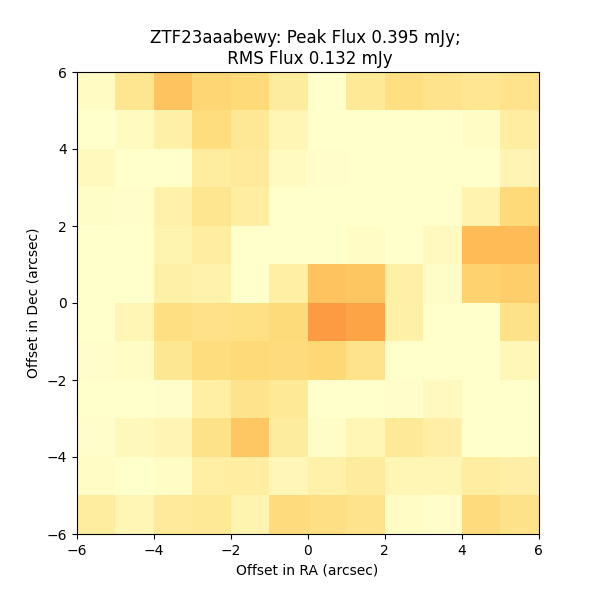 ZTF23aaabewy: Peak Flux 0.395 mJy;
RMS Flux 0.132 mJy
6
4
2
0
−2
−4
−6
Offset in Dec (arcsec)
−6 −4 −2 0 2 4 6
Offset in RA (arcsec)